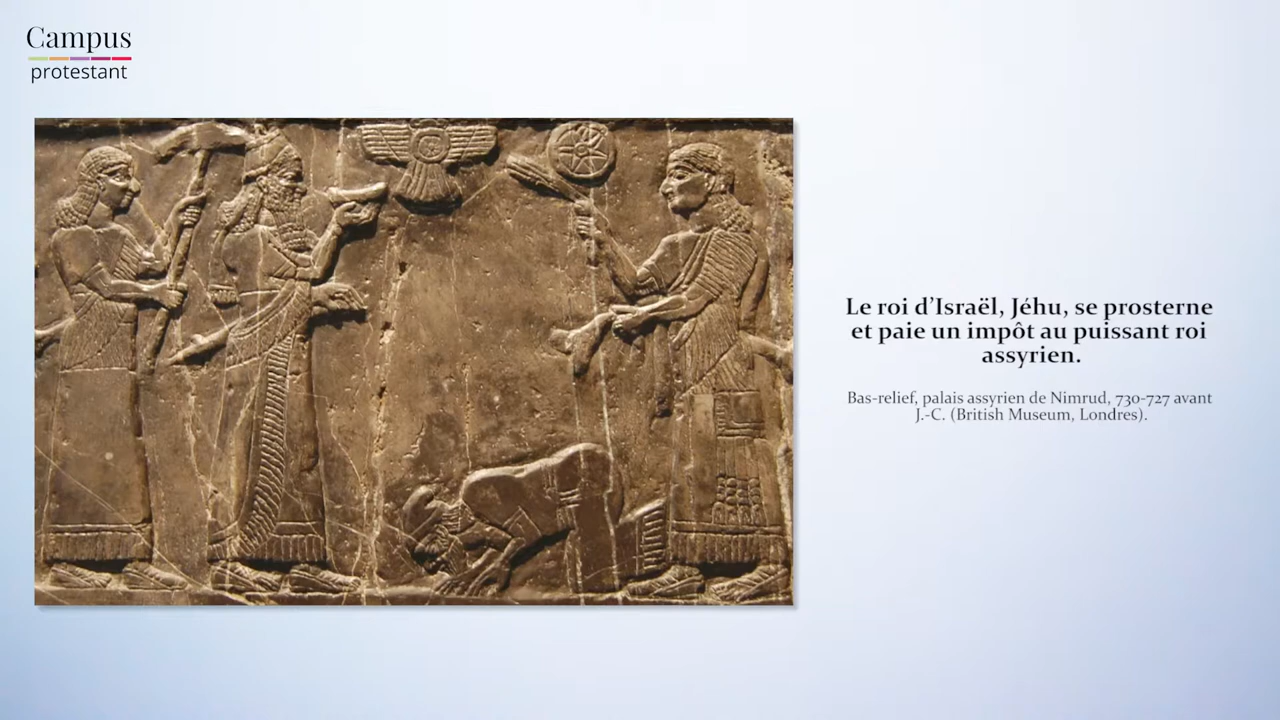 Campus
protestant
Le roi d’Israël, Jéhu, se prosterne
et paie un impôt au puissant roi
assyrien.
Bas-relief, palais assyrien de Nimrud, 730-727 avant
J.-C. (British Museum, Londres).